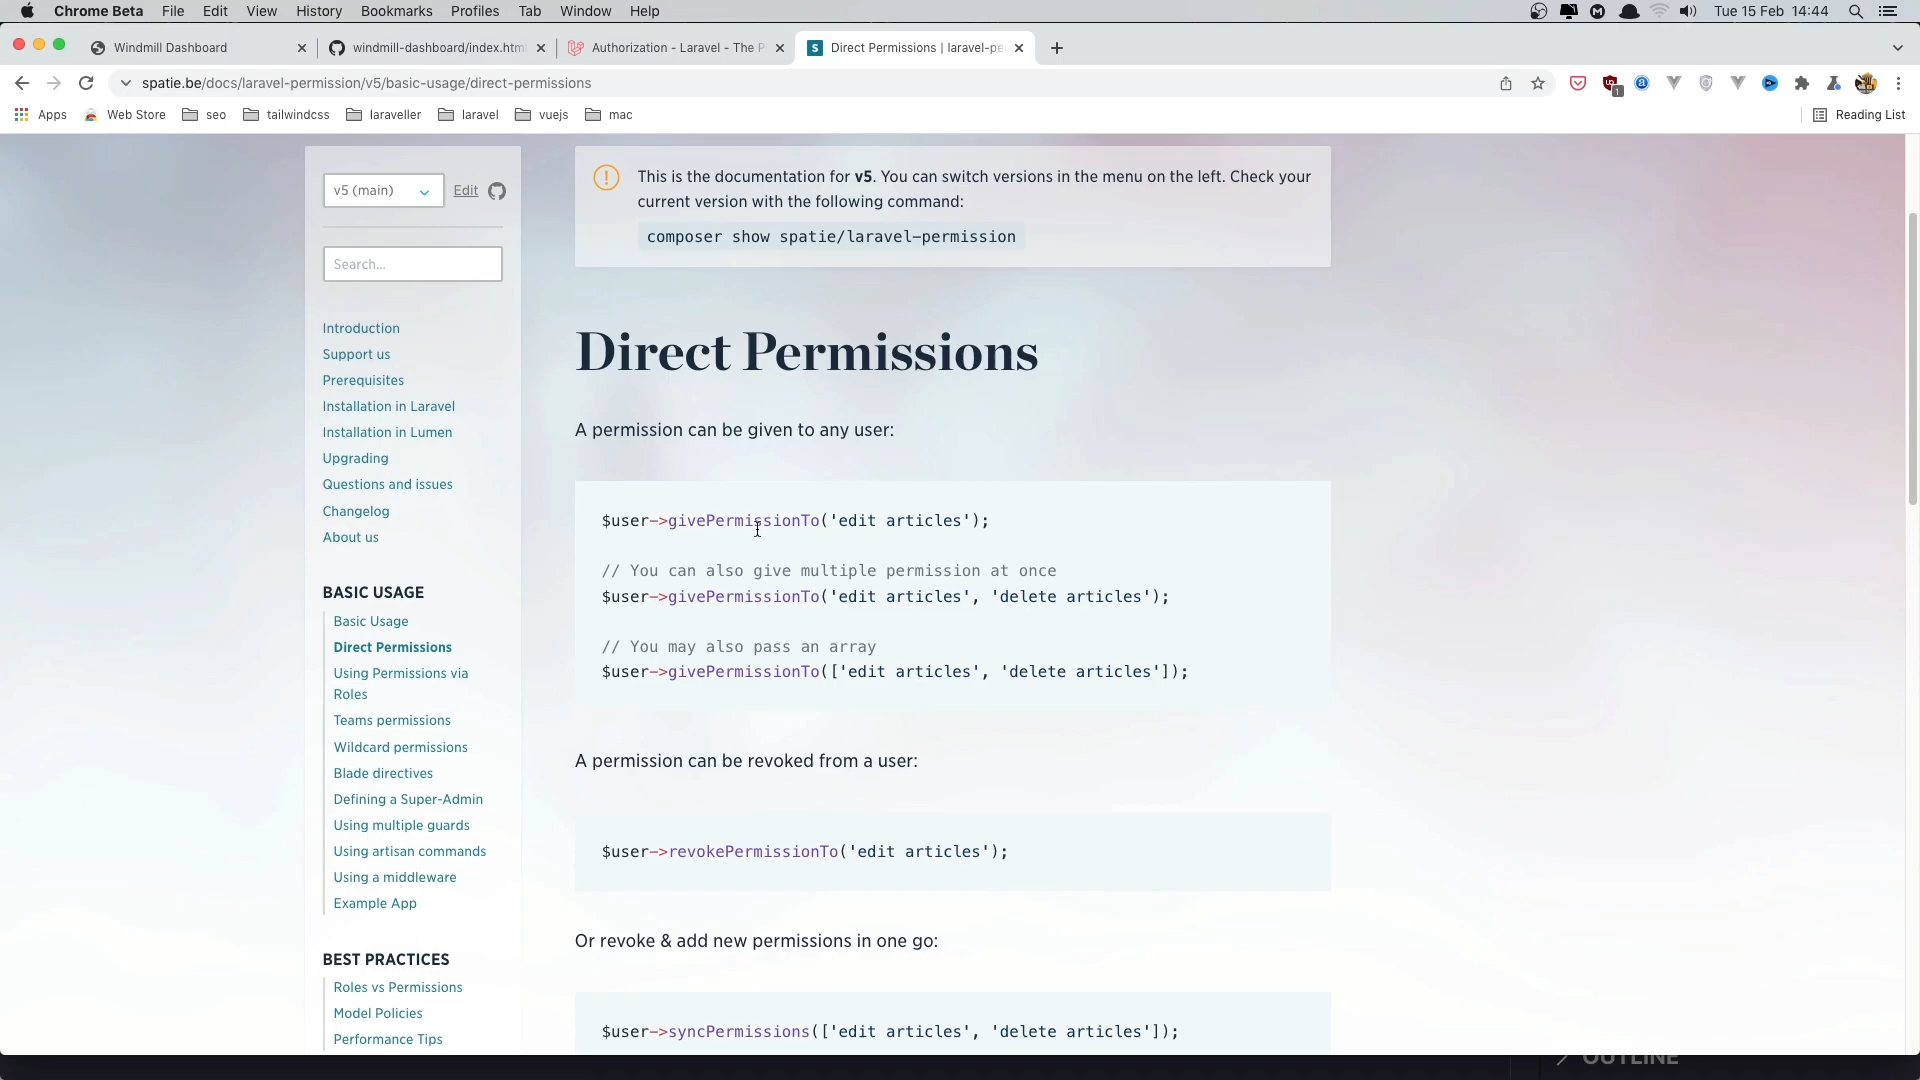 Chrome Beta File Edit View History Bookmarks Profiles Tab Window Help Tue 15 Feb 14:44
Windmill Dashboard windmill-dashboard/index.htm Authorization - Laravel - The P Direct Permissions | laravel-pe
spatie.be/docs/laravel-permission/v5/basic-usage/direct-permissions
Apps Web Store seo tailwindcss laraveller laravel vuejs mac Reading List
v5 (main) Edit
Search...
Introduction
Support us
Prerequisites
Installation in Laravel
Installation in Lumen
Upgrading
Questions and issues
Changelog
About us
BASIC USAGE
Basic Usage
Direct Permissions
Using Permissions via
Roles
Teams permissions
Wildcard permissions
Blade directives
Defining a Super-Admin
Using multiple guards
Using artisan commands
Using a middleware
Example App
BEST PRACTICES
Roles vs Permissions
Model Policies
Performance Tips
This is the documentation for v5. You can switch versions in the menu on the left. Check your
current version with the following command:
composer show spatie/laravel-permission
Direct Permissions
A permission can be given to any user:
$user->givePermissionTo('edit articles');
// You can also give multiple permission at once
$user->givePermissionTo('edit articles', 'delete articles');
// You may also pass an array
$user->givePermissionTo(['edit articles', 'delete articles']);
A permission can be revoked from a user:
$user->revokePermissionTo('edit articles');
Or revoke & add new permissions in one go:
$user->syncPermissions(['edit articles', 'delete articles']);
OUTLINE